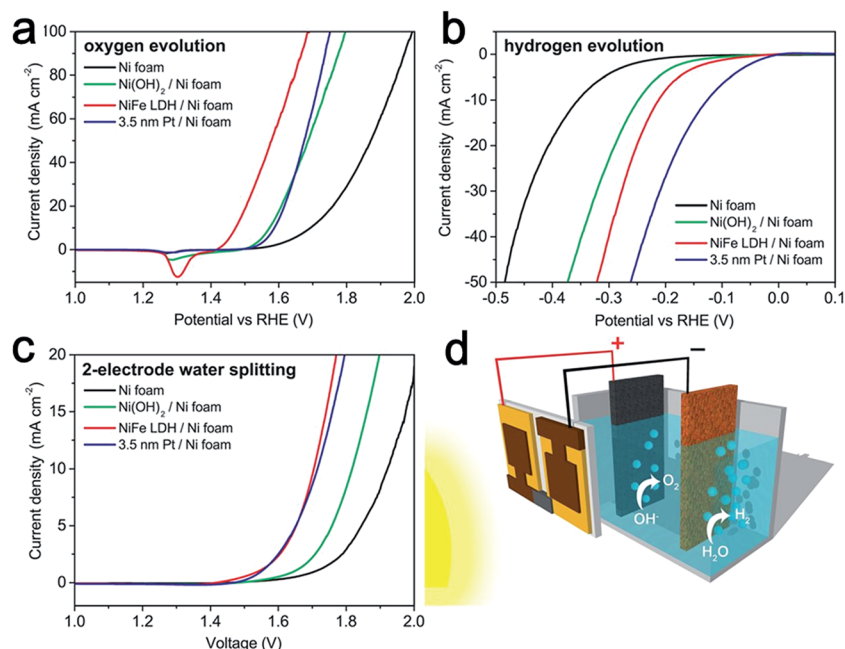 a
oxygen evolution
Ni foam
Ni(OH)₂ / Ni foam
NiFe LDH / Ni foam
3.5 nm Pt / Ni foam
Current density (mA cm⁻²)
100
80
60
40
20
0
1.0 1.2 1.4 1.6 1.8 2.0
Potential vs RHE (V)
b
hydrogen evolution
Ni foam
Ni(OH)₂ / Ni foam
NiFe LDH / Ni foam
3.5 nm Pt / Ni foam
Current density (mA cm⁻²)
0
-10
-20
-30
-40
-50
-0.5 -0.4 -0.3 -0.2 -0.1 0.0 0.1
Potential vs RHE (V)
c
2-electrode water splitting
Ni foam
Ni(OH)₂ / Ni foam
NiFe LDH / Ni foam
3.5 nm Pt / Ni foam
Current density (mA cm⁻²)
20
15
10
5
0
1.0 1.2 1.4 1.6 1.8 2.0
Voltage (V)
d
+ −
O₂
OH⁻
H₂
H₂O